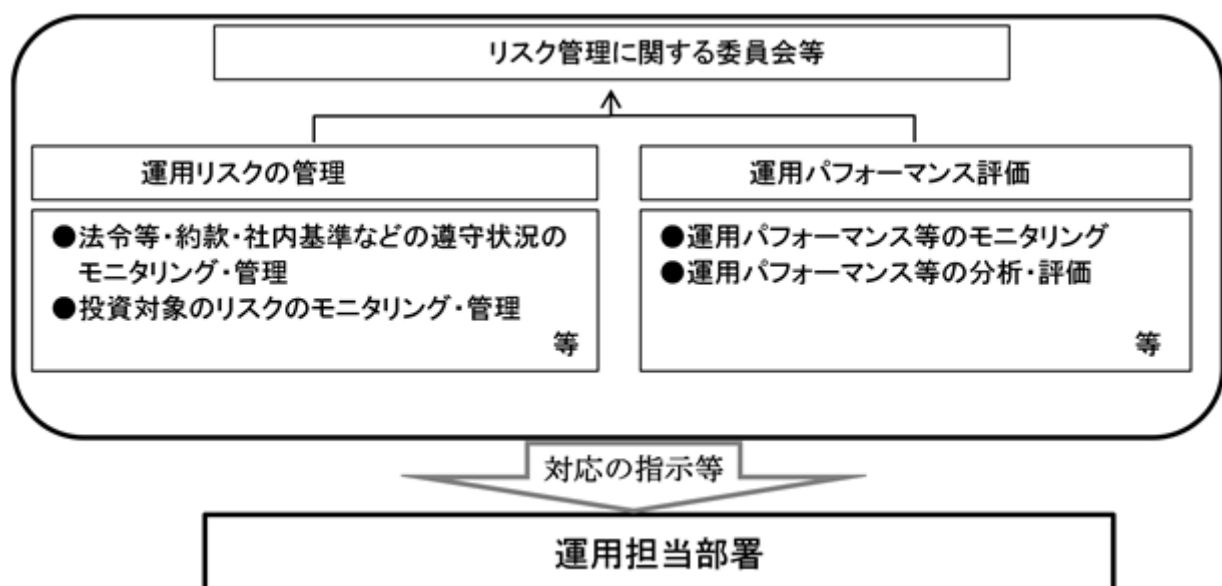 リスク管理に関する委員会等
運用リスクの管理
●法令等・約款・社内基準などの遵守状況の
モニタリング・管理
●投資対象のリスクのモニタリング・管理
等
運用パフォーマンス評価
●運用パフォーマンス等のモニタリング
●運用パフォーマンス等の分析・評価
等
対応の指示等
運用担当部署